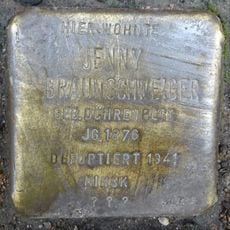 HIER WOHNTE
JENNY
BRAUNSCHWEIGER
GEB.
JG. 1876
DEPORTIERT 1941
MINSK
? ? ?